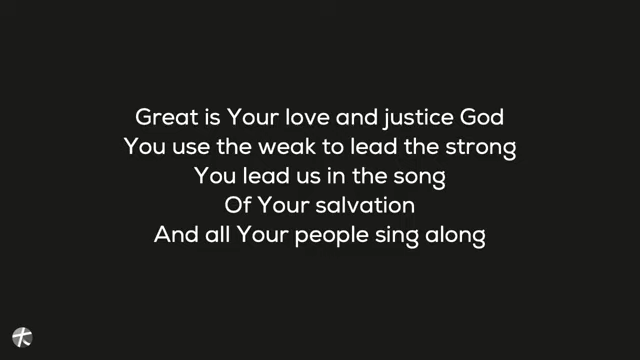 Great is Your love and justice God
You use the weak to lead the strong
You lead us in the song
Of Your salvation
And all Your people sing along